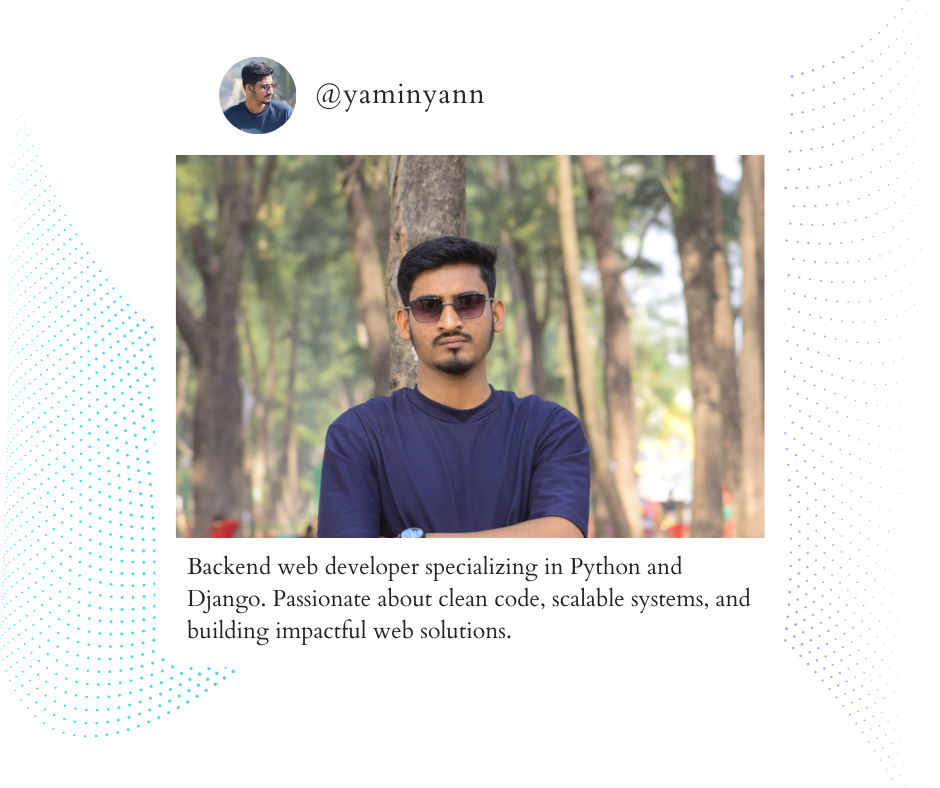 @yaminyann
Backend web developer specializing in Python and
Django. Passionate about clean code, scalable systems, and
building impactful web solutions.